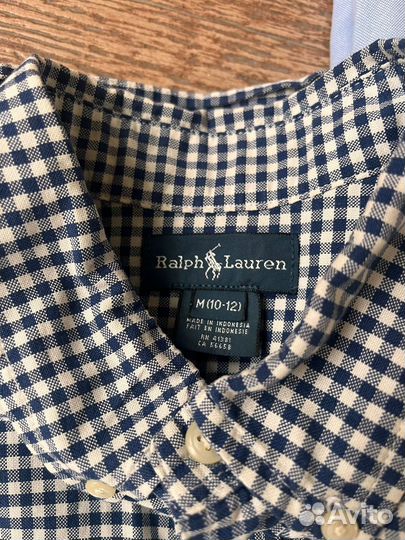 Ralph Lauren
M (10-12)
MADE IN INDONESIA
FAIT EN INDONESIE
RN 41381
CA 56658
Avito